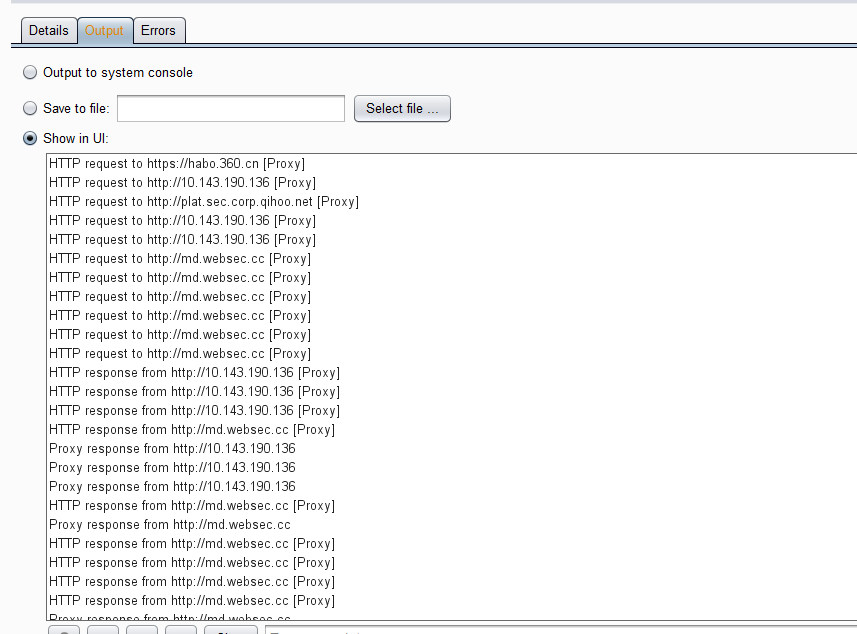 Details Output Errors
Output to system console
Save to file: Select file ...
Show in UI:
HTTP request to https://habo.360.cn [Proxy]
HTTP request to http://10.143.190.136 [Proxy]
HTTP request to http://plat.sec.corp.qihoo.net [Proxy]
HTTP request to http://10.143.190.136 [Proxy]
HTTP request to http://10.143.190.136 [Proxy]
HTTP request to http://md.websec.cc [Proxy]
HTTP request to http://md.websec.cc [Proxy]
HTTP request to http://md.websec.cc [Proxy]
HTTP request to http://md.websec.cc [Proxy]
HTTP request to http://md.websec.cc [Proxy]
HTTP request to http://md.websec.cc [Proxy]
HTTP response from http://10.143.190.136 [Proxy]
HTTP response from http://10.143.190.136 [Proxy]
HTTP response from http://10.143.190.136 [Proxy]
HTTP response from http://md.websec.cc [Proxy]
Proxy response from http://10.143.190.136
Proxy response from http://10.143.190.136
Proxy response from http://10.143.190.136
HTTP response from http://md.websec.cc [Proxy]
Proxy response from http://md.websec.cc
HTTP response from http://md.websec.cc [Proxy]
HTTP response from http://md.websec.cc [Proxy]
HTTP response from http://md.websec.cc [Proxy]
HTTP response from http://md.websec.cc [Proxy]
Proxy response from http://md.websec.cc